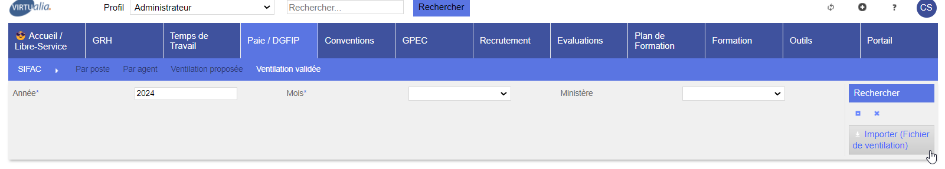 VIRTUalia. Profil Administrateur Rechercher... Rechercher ? CS
Accueil / Libre-Service GRH Temps de Travail Paie / DGFIP Conventions GPEC Recrutement Evaluations Plan de Formation Formation Outils Portail
SIFAC Par poste Par agent Ventilation proposée Ventilation validée
Année* 2024 Mois* Ministère Rechercher
Importer (Fichier
de ventilation)